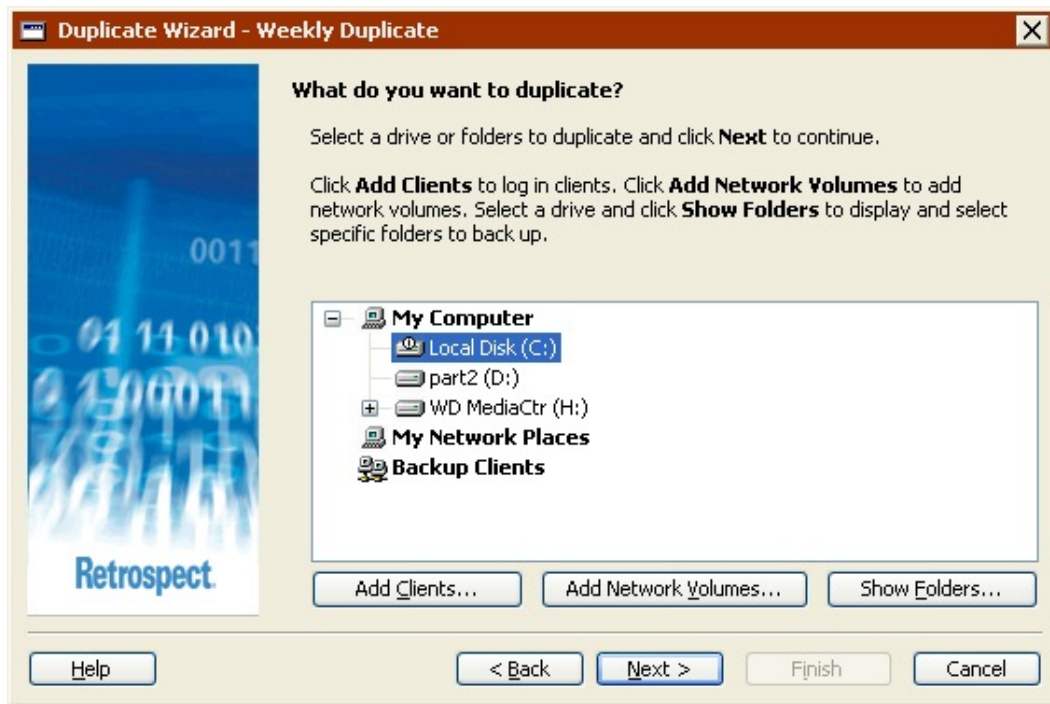 Duplicate Wizard - Weekly Duplicate
What do you want to duplicate?
Select a drive or folders to duplicate and click Next to continue.
Click Add Clients to log in clients. Click Add Network Volumes to add
network volumes. Select a drive and click Show Folders to display and select
specific folders to back up.
0011
01 11 010
My Computer
Local Disk (C:)
part2 (D:)
WD MediaCtr (H:)
My Network Places
Backup Clients
Retrospect.
Add Clients...
Add Network Volumes...
Show Folders...
Help
< Back
Next >
Finish
Cancel